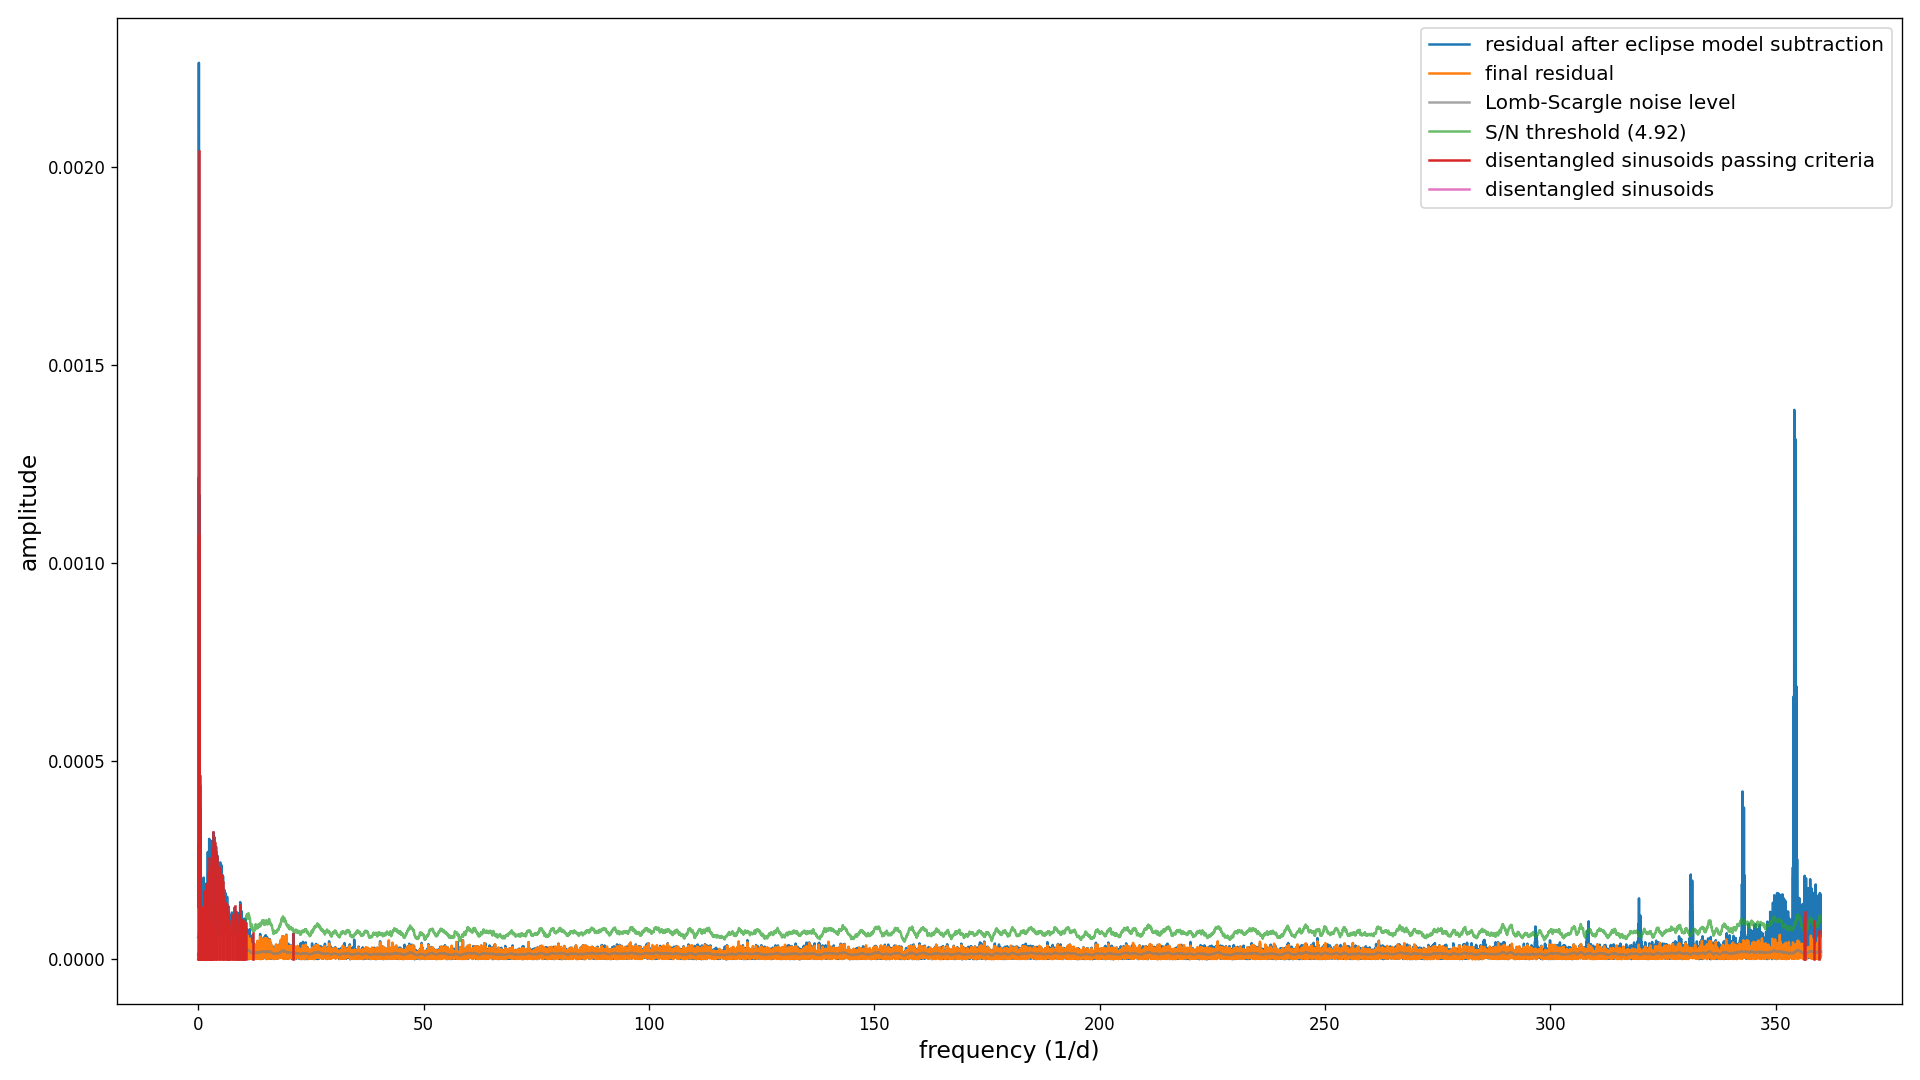 residual after eclipse model subtraction
final residual
Lomb-Scargle noise level
S/N threshold (4.92)
disentangled sinusoids passing criteria
disentangled sinusoids
0.0020
0.0015
0.0010
0.0005
0.0000
amplitude
0 50 100 150 200 250 300 350
frequency (1/d)